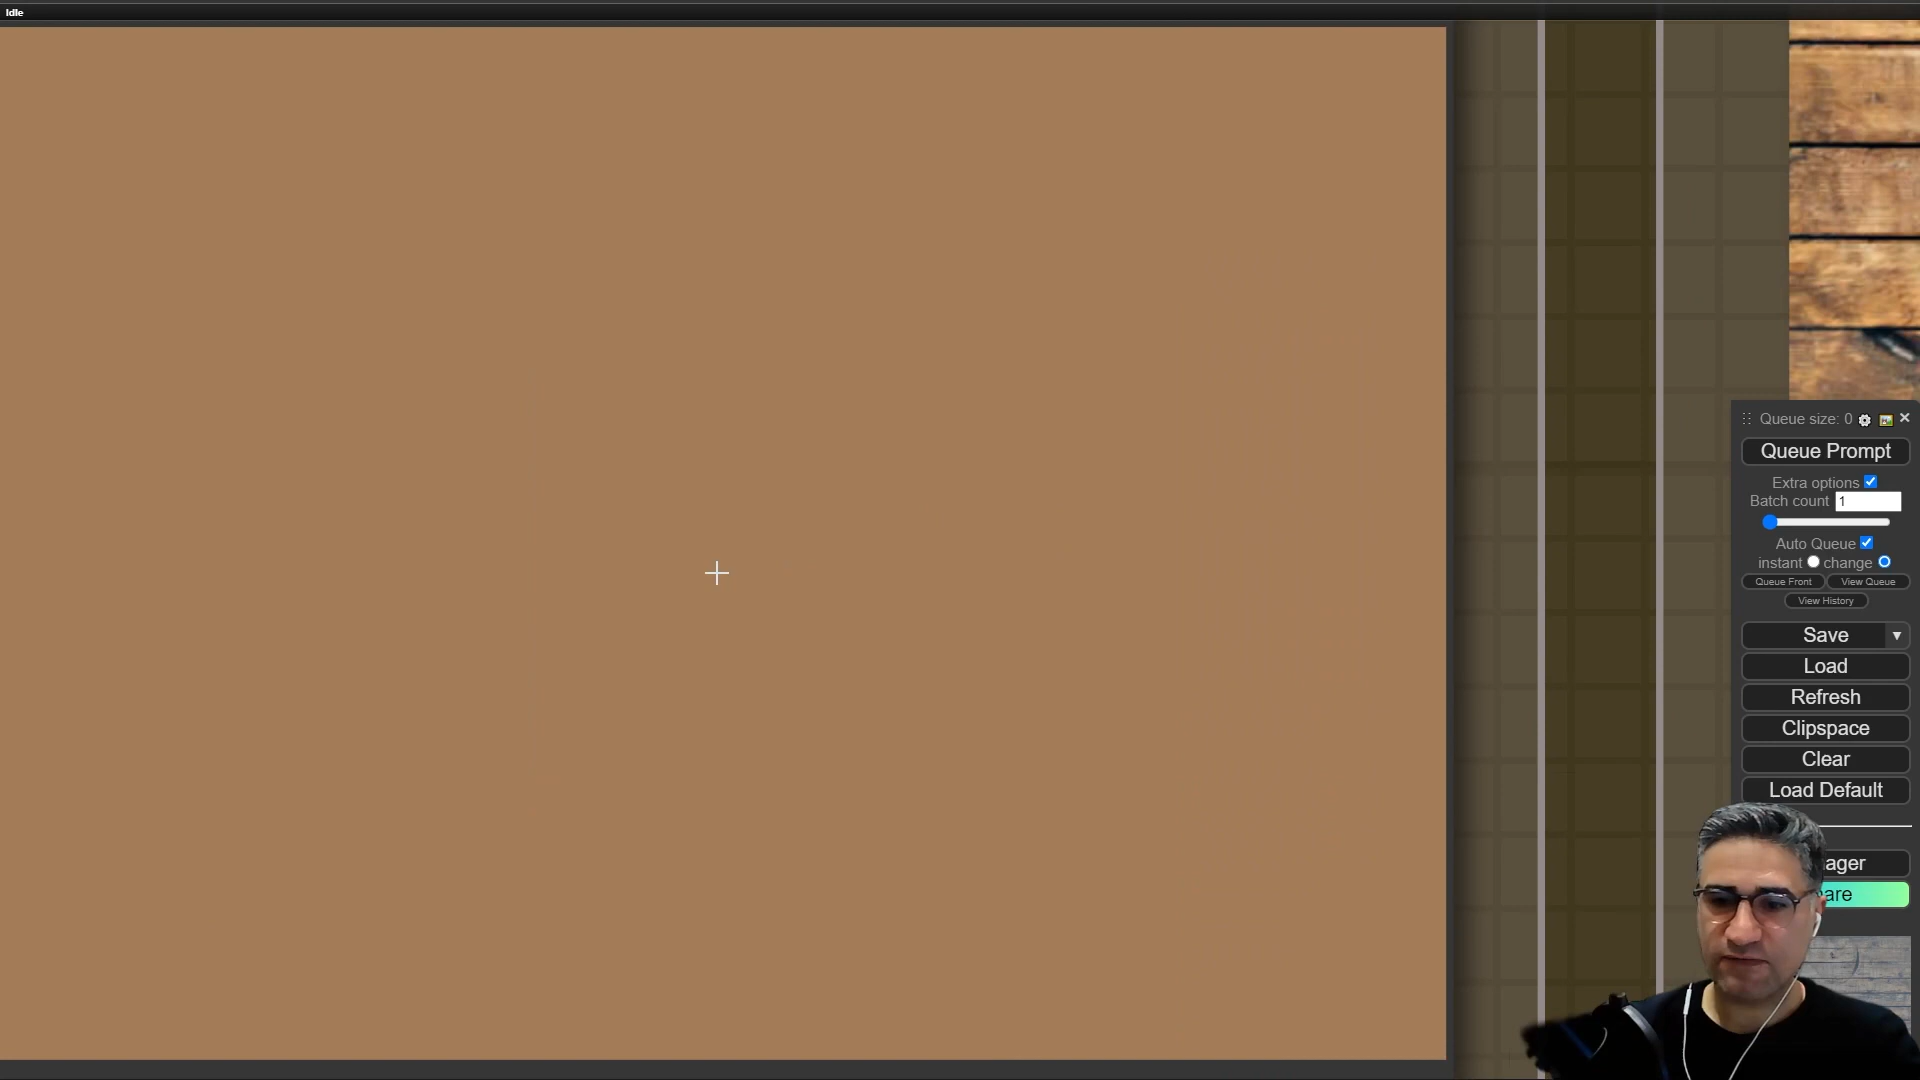 Idle
Queue size: 0
Queue Prompt
Extra options
Batch count 1
Auto Queue
instant change
Queue Front View Queue
View History
Save ▼
Load
Refresh
Clipspace
Clear
Load Default
ager
are